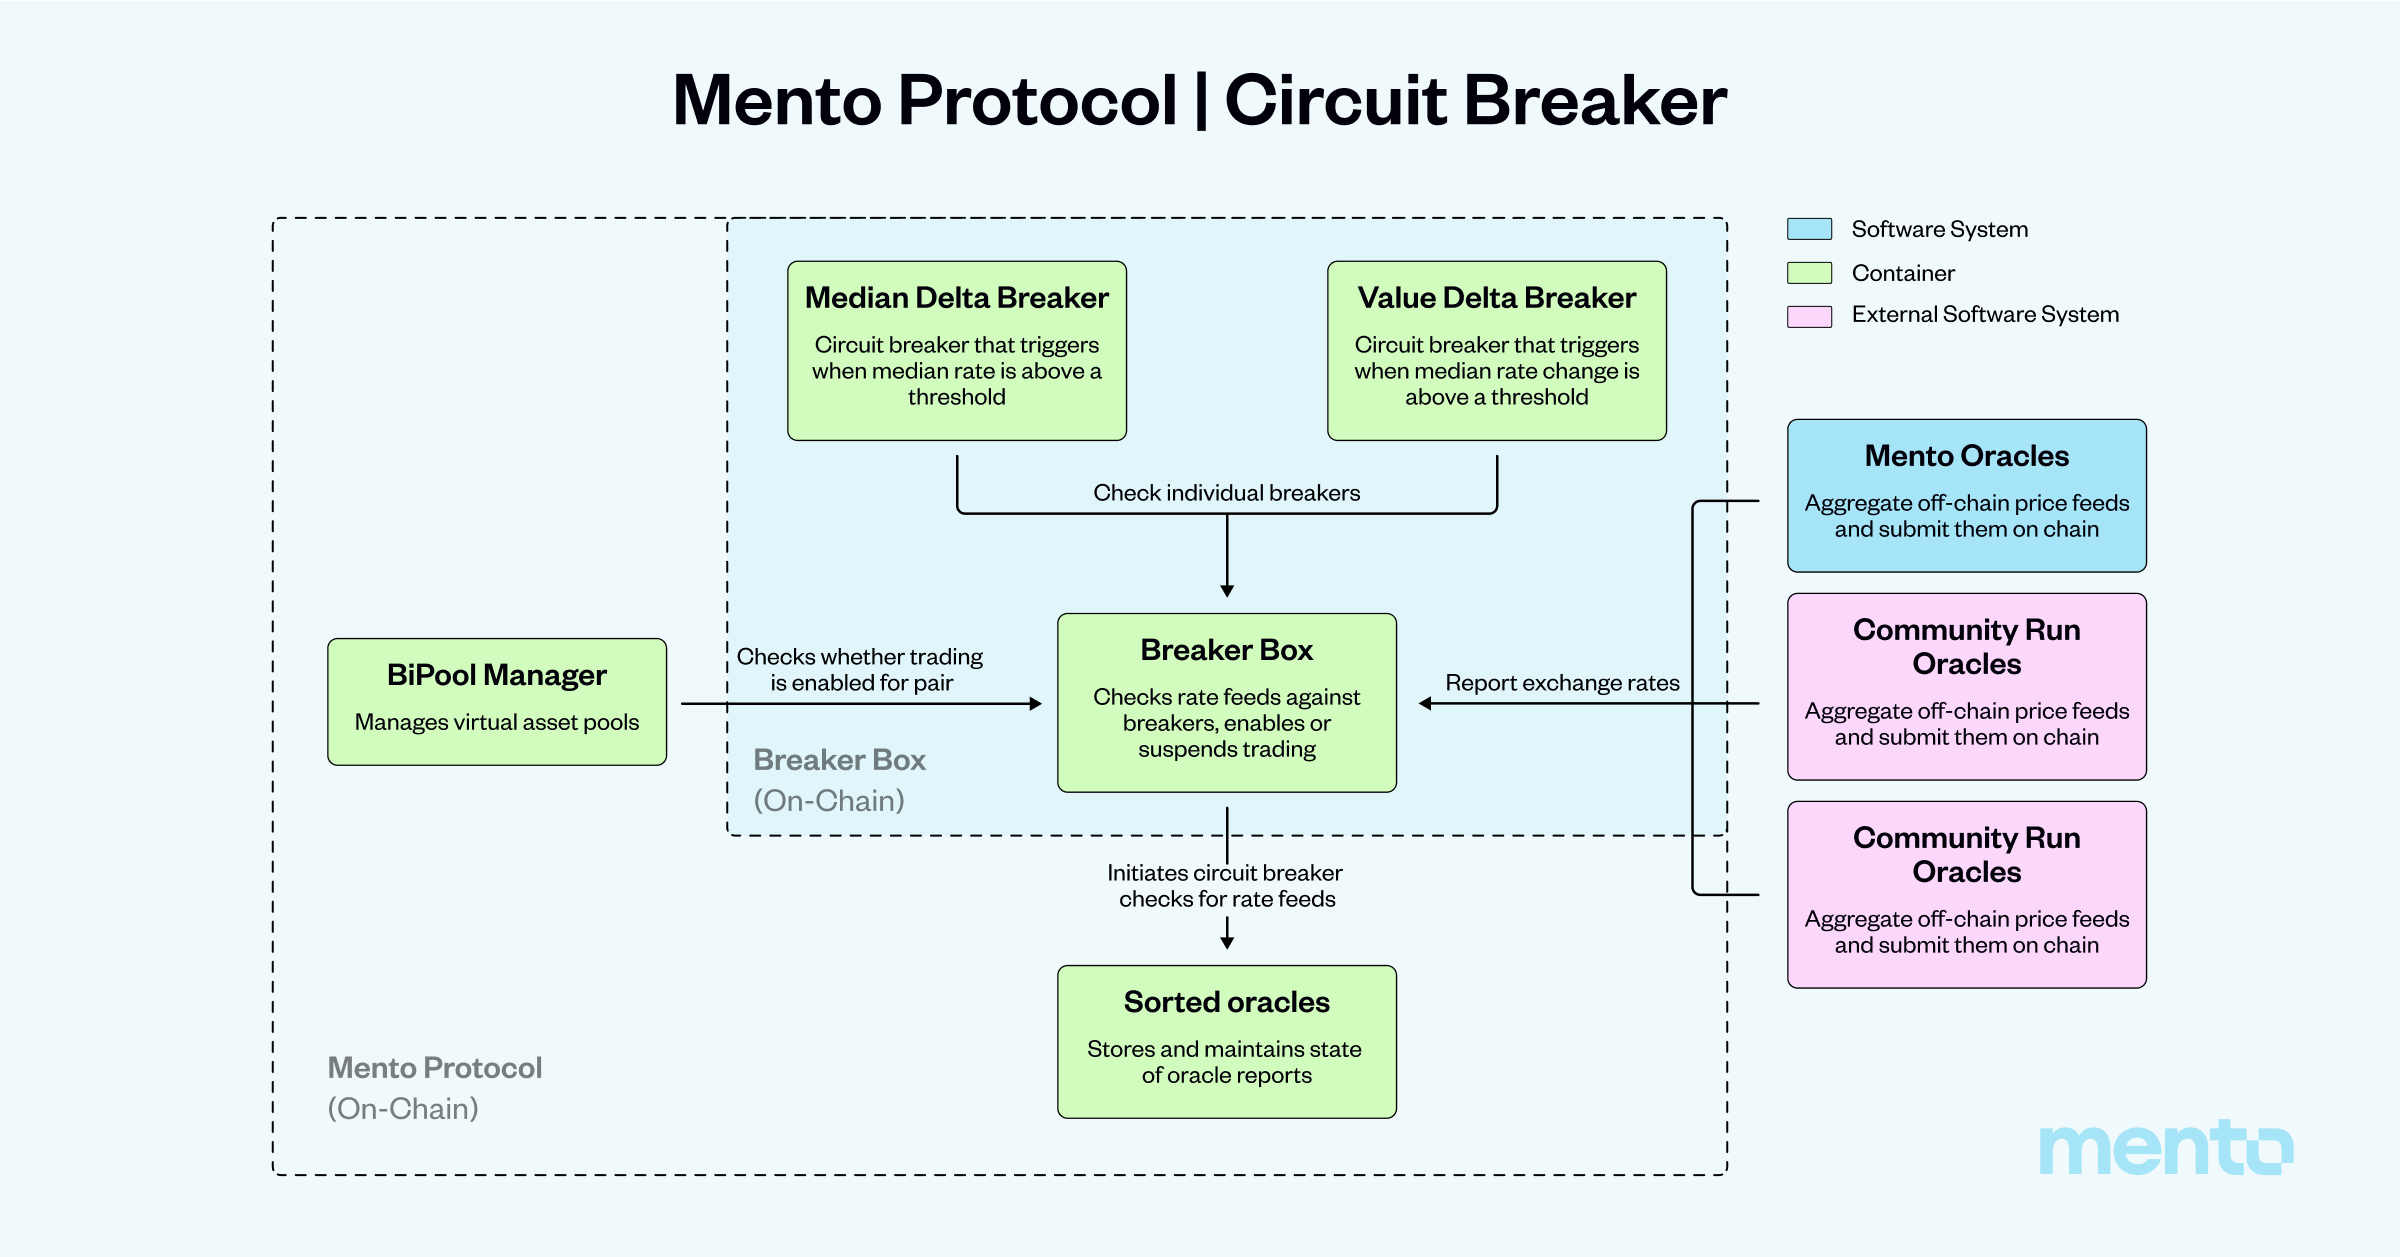 Mento Protocol | Circuit Breaker
Software System
Container
External Software System
Median Delta Breaker
Circuit breaker that triggers
when median rate is above a
threshold
Value Delta Breaker
Circuit breaker that triggers
when median rate change is
above a threshold
Check individual breakers
Mento Oracles
Aggregate off-chain price feeds
and submit them on chain
Community Run
Oracles
Aggregate off-chain price feeds
and submit them on chain
Community Run
Oracles
Aggregate off-chain price feeds
and submit them on chain
BiPool Manager
Manages virtual asset pools
Checks whether trading
is enabled for pair
Breaker Box
Checks rate feeds against
breakers, enables or
suspends trading
Report exchange rates
Breaker Box
(On-Chain)
Initiates circuit breaker
checks for rate feeds
Sorted oracles
Stores and maintains state
of oracle reports
Mento Protocol
(On-Chain)
mento